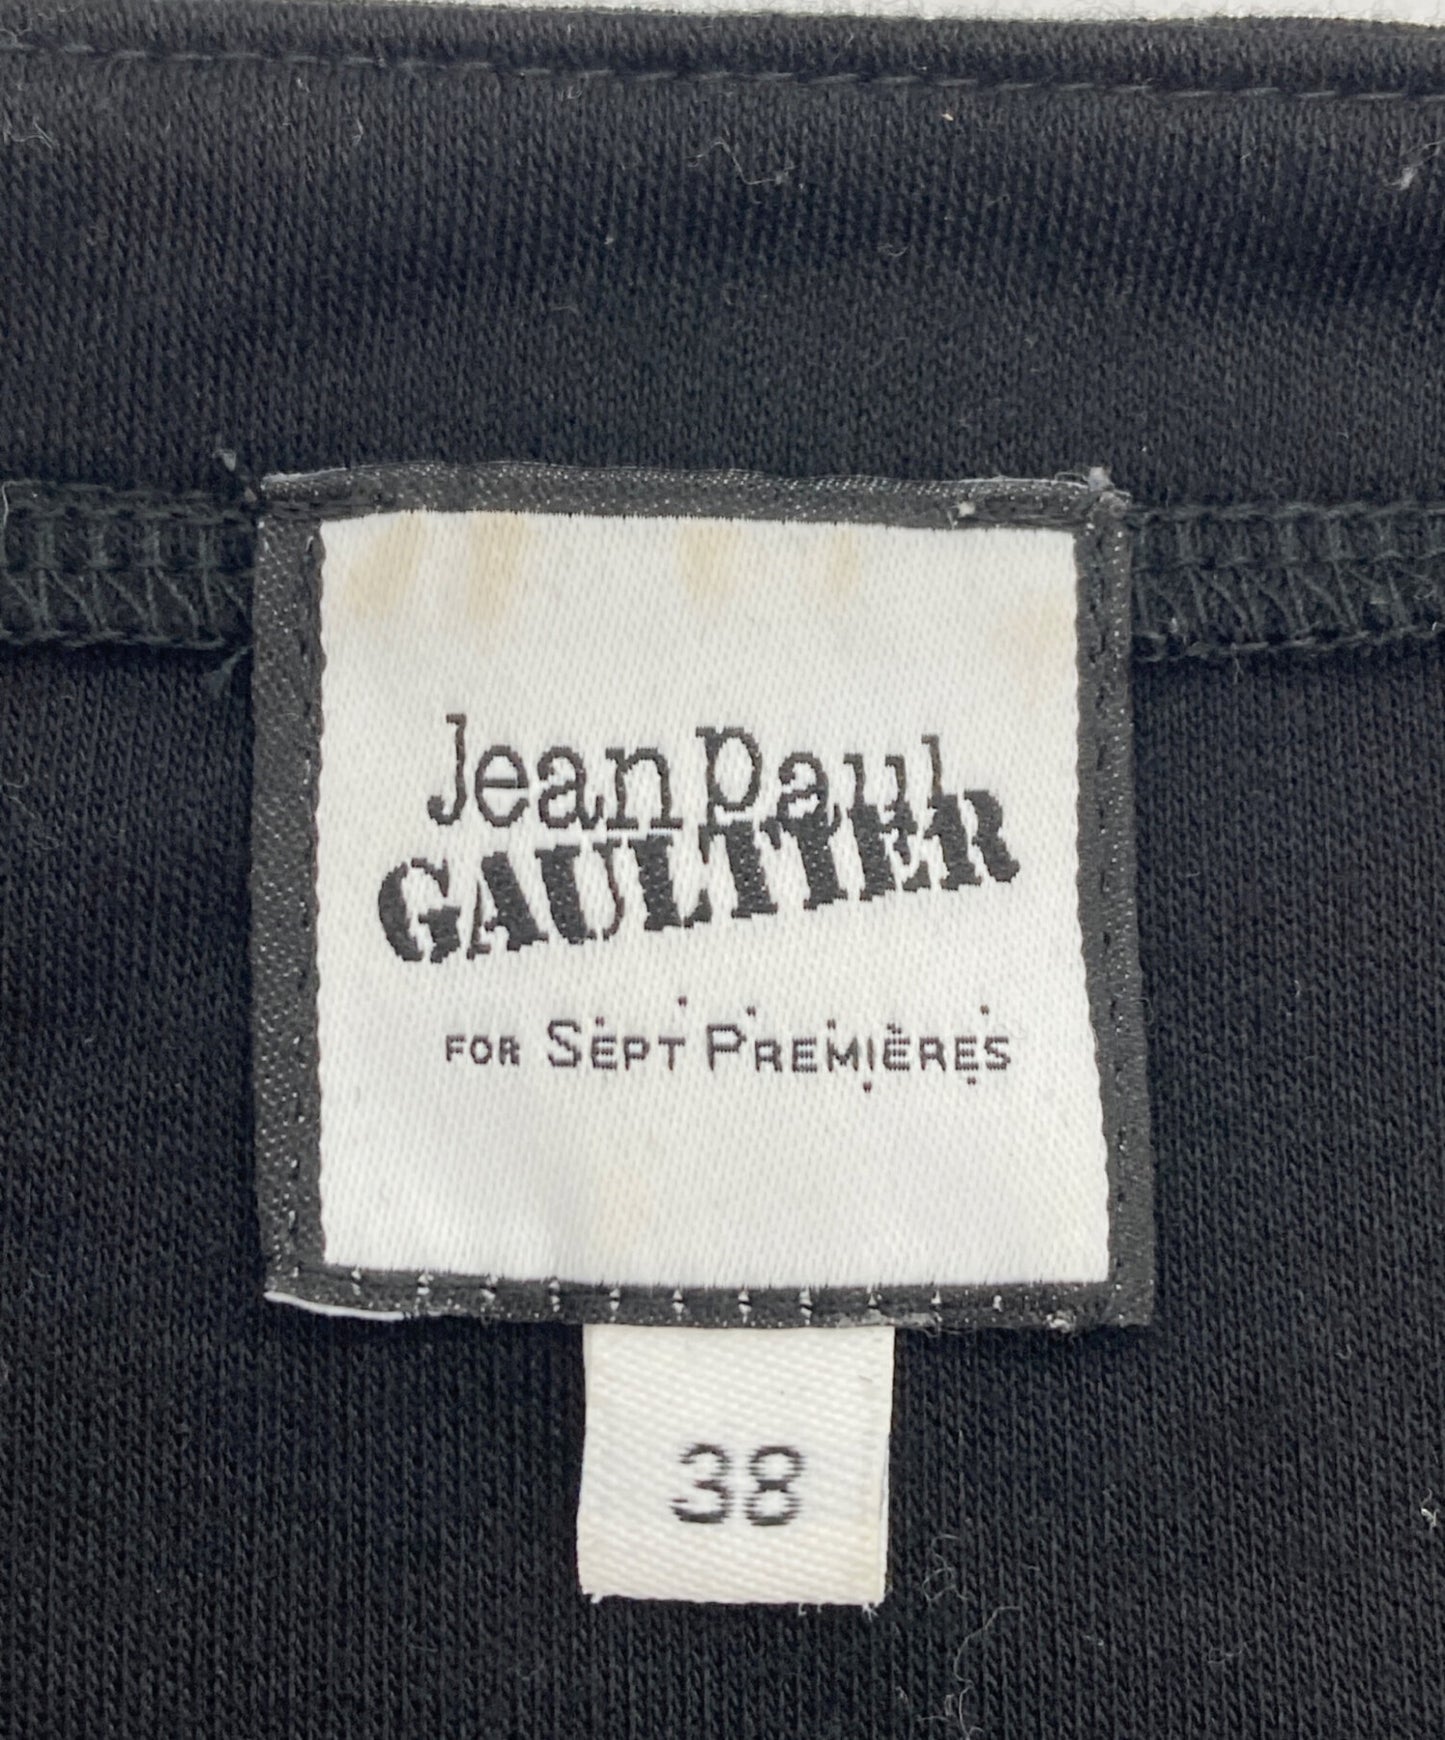 Jean Paul
GAULTIER
FOR SEPT PREMIÈRES
38